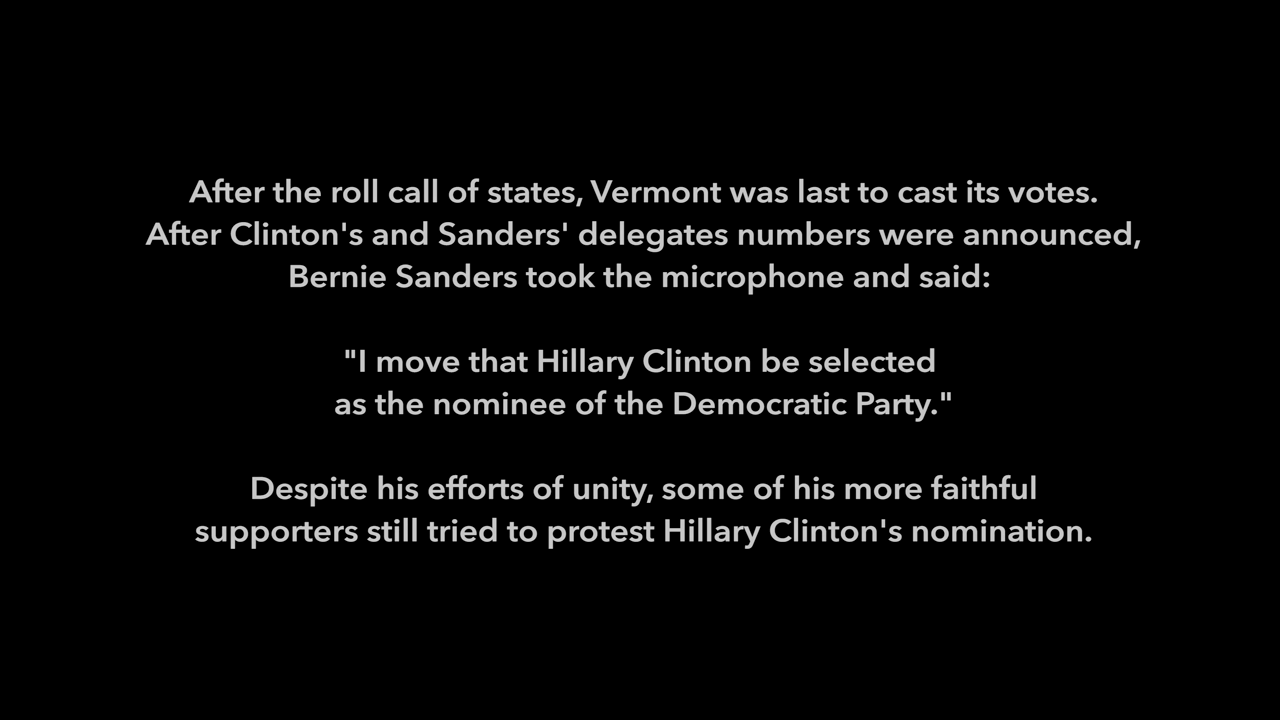 After the roll call of states, Vermont was last to cast its votes.
After Clinton's and Sanders' delegates numbers were announced,
Bernie Sanders took the microphone and said:
"I move that Hillary Clinton be selected
as the nominee of the Democratic Party."
Despite his efforts of unity, some of his more faithful
supporters still tried to protest Hillary Clinton's nomination.